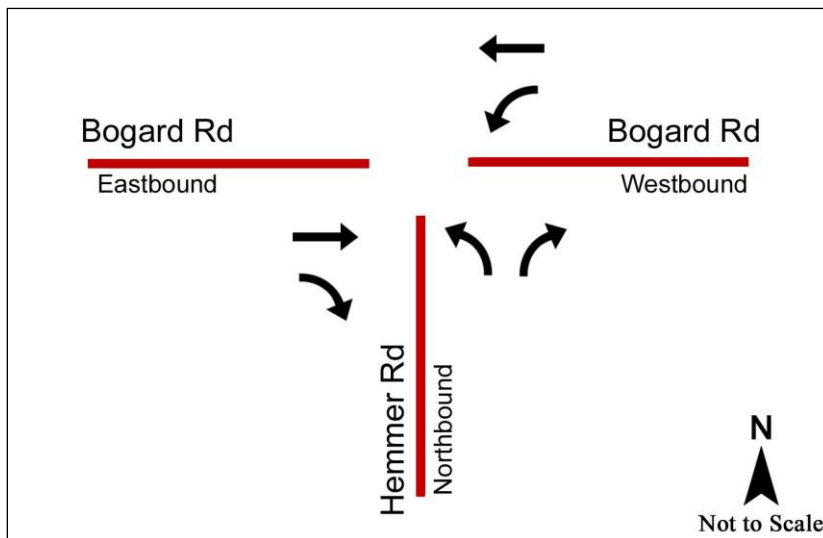 Bogard Rd
Eastbound
Bogard Rd
Westbound
Hemmer Rd
Northbound
N
Not to Scale